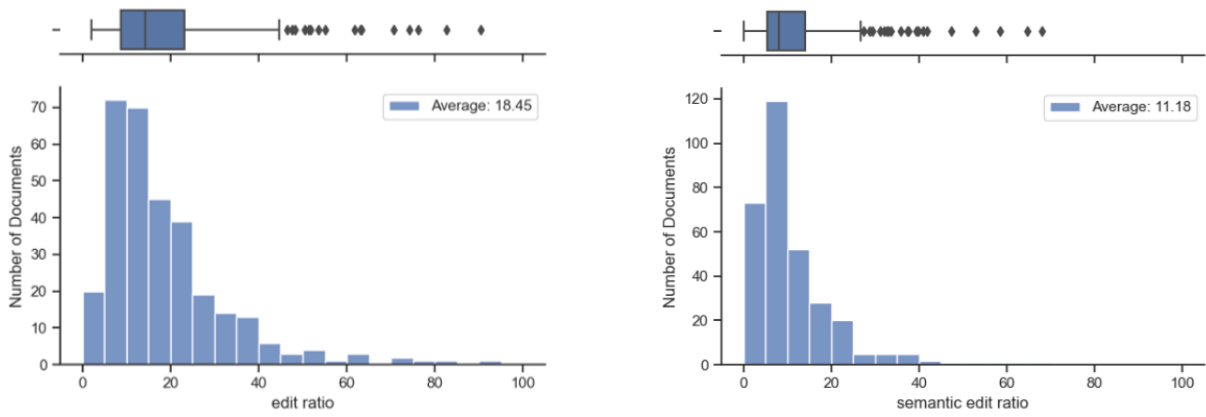 Average: 18.45
Number of Documents
70
60
50
40
30
20
10
0
0 20 40 60 80 100
edit ratio
Average: 11.18
Number of Documents
120
100
80
60
40
20
0
0 20 40 60 80 100
semantic edit ratio